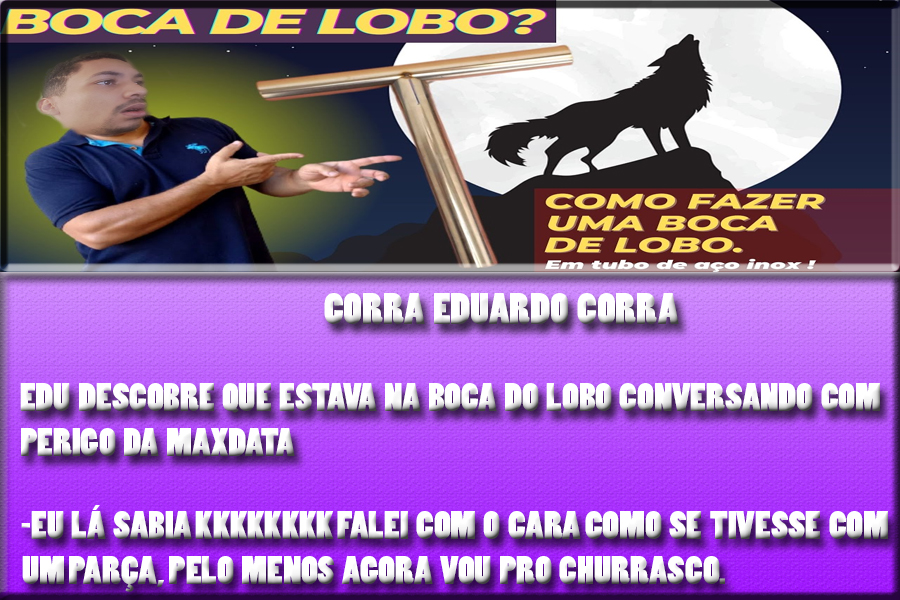 BOCA DE LOBO?
COMO FAZER
UMA BOCA
DE LOBO.
Em tubo de aço inox !
CORRA EDUARDO CORRA
EDU DESCOBRE QUE ESTAVA NA BOCA DO LOBO CONVERSANDO COM
PERIGO DA MAXDATA
-EU LÁ SABIA KKKKKKKK FALEI COM O CARA COMO SE TIVESSE COM
UM PARÇA, PELO MENOS AGORA VOU PRO CHURRASCO.